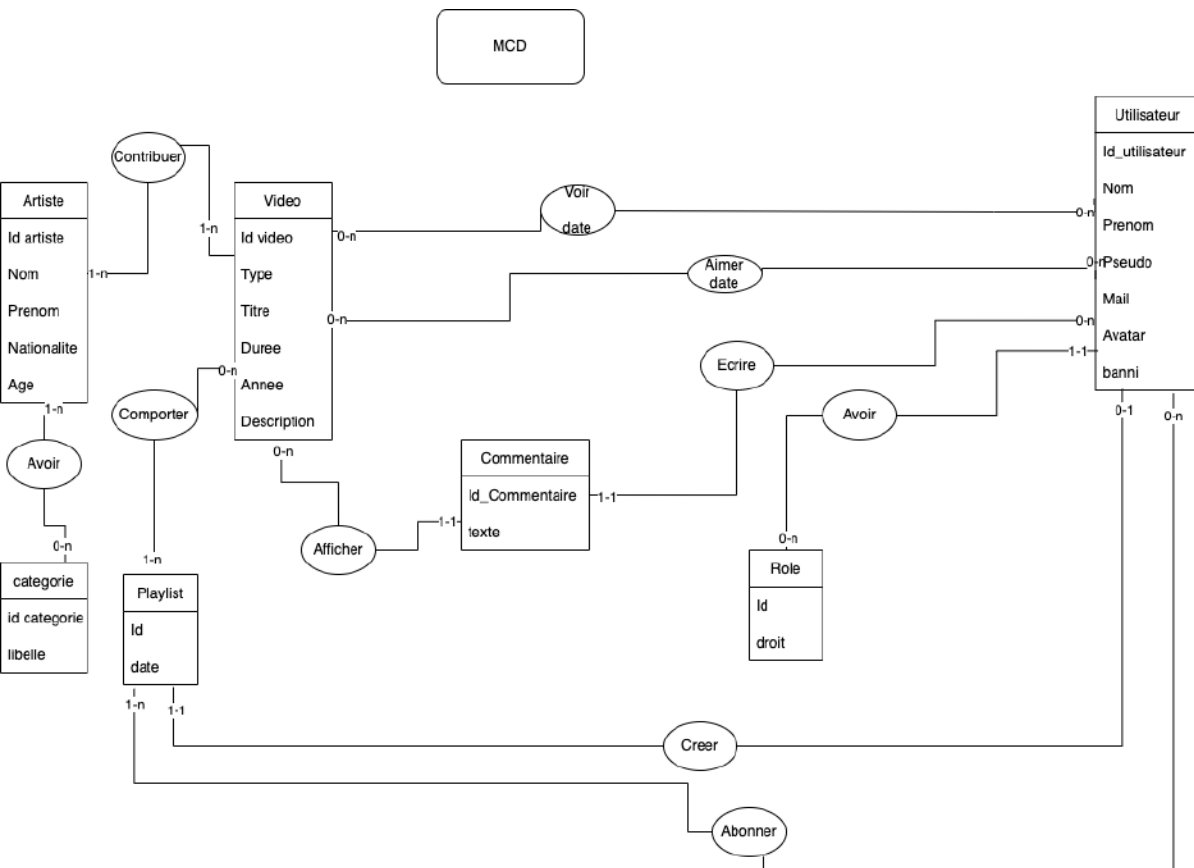 MCD
Utilisateur
Id_utilisateur
Nom
Prenom
Pseudo
Mail
Avatar
banni
Contribuer
1-n
1-n
Artiste
Id artiste
Nom
Prenom
Nationalite
Age
1-n
Video
Id video
Type
Titre
Duree
Annee
Description
0-n
Voir
date
0-n
0-n
Aimer
date
0-n
0-n
Ecrire
0-n
1-1
Avoir
1-1
0-n
Comporter
0-n
1-n
Avoir
0-n
Afficher
1-1
Commentaire
Id_Commentaire
texte
categorie
id categorie
libelle
Playlist
Id
date
Role
Id
droit
1-n
1-1
Creer
0-1
0-n
Abonner